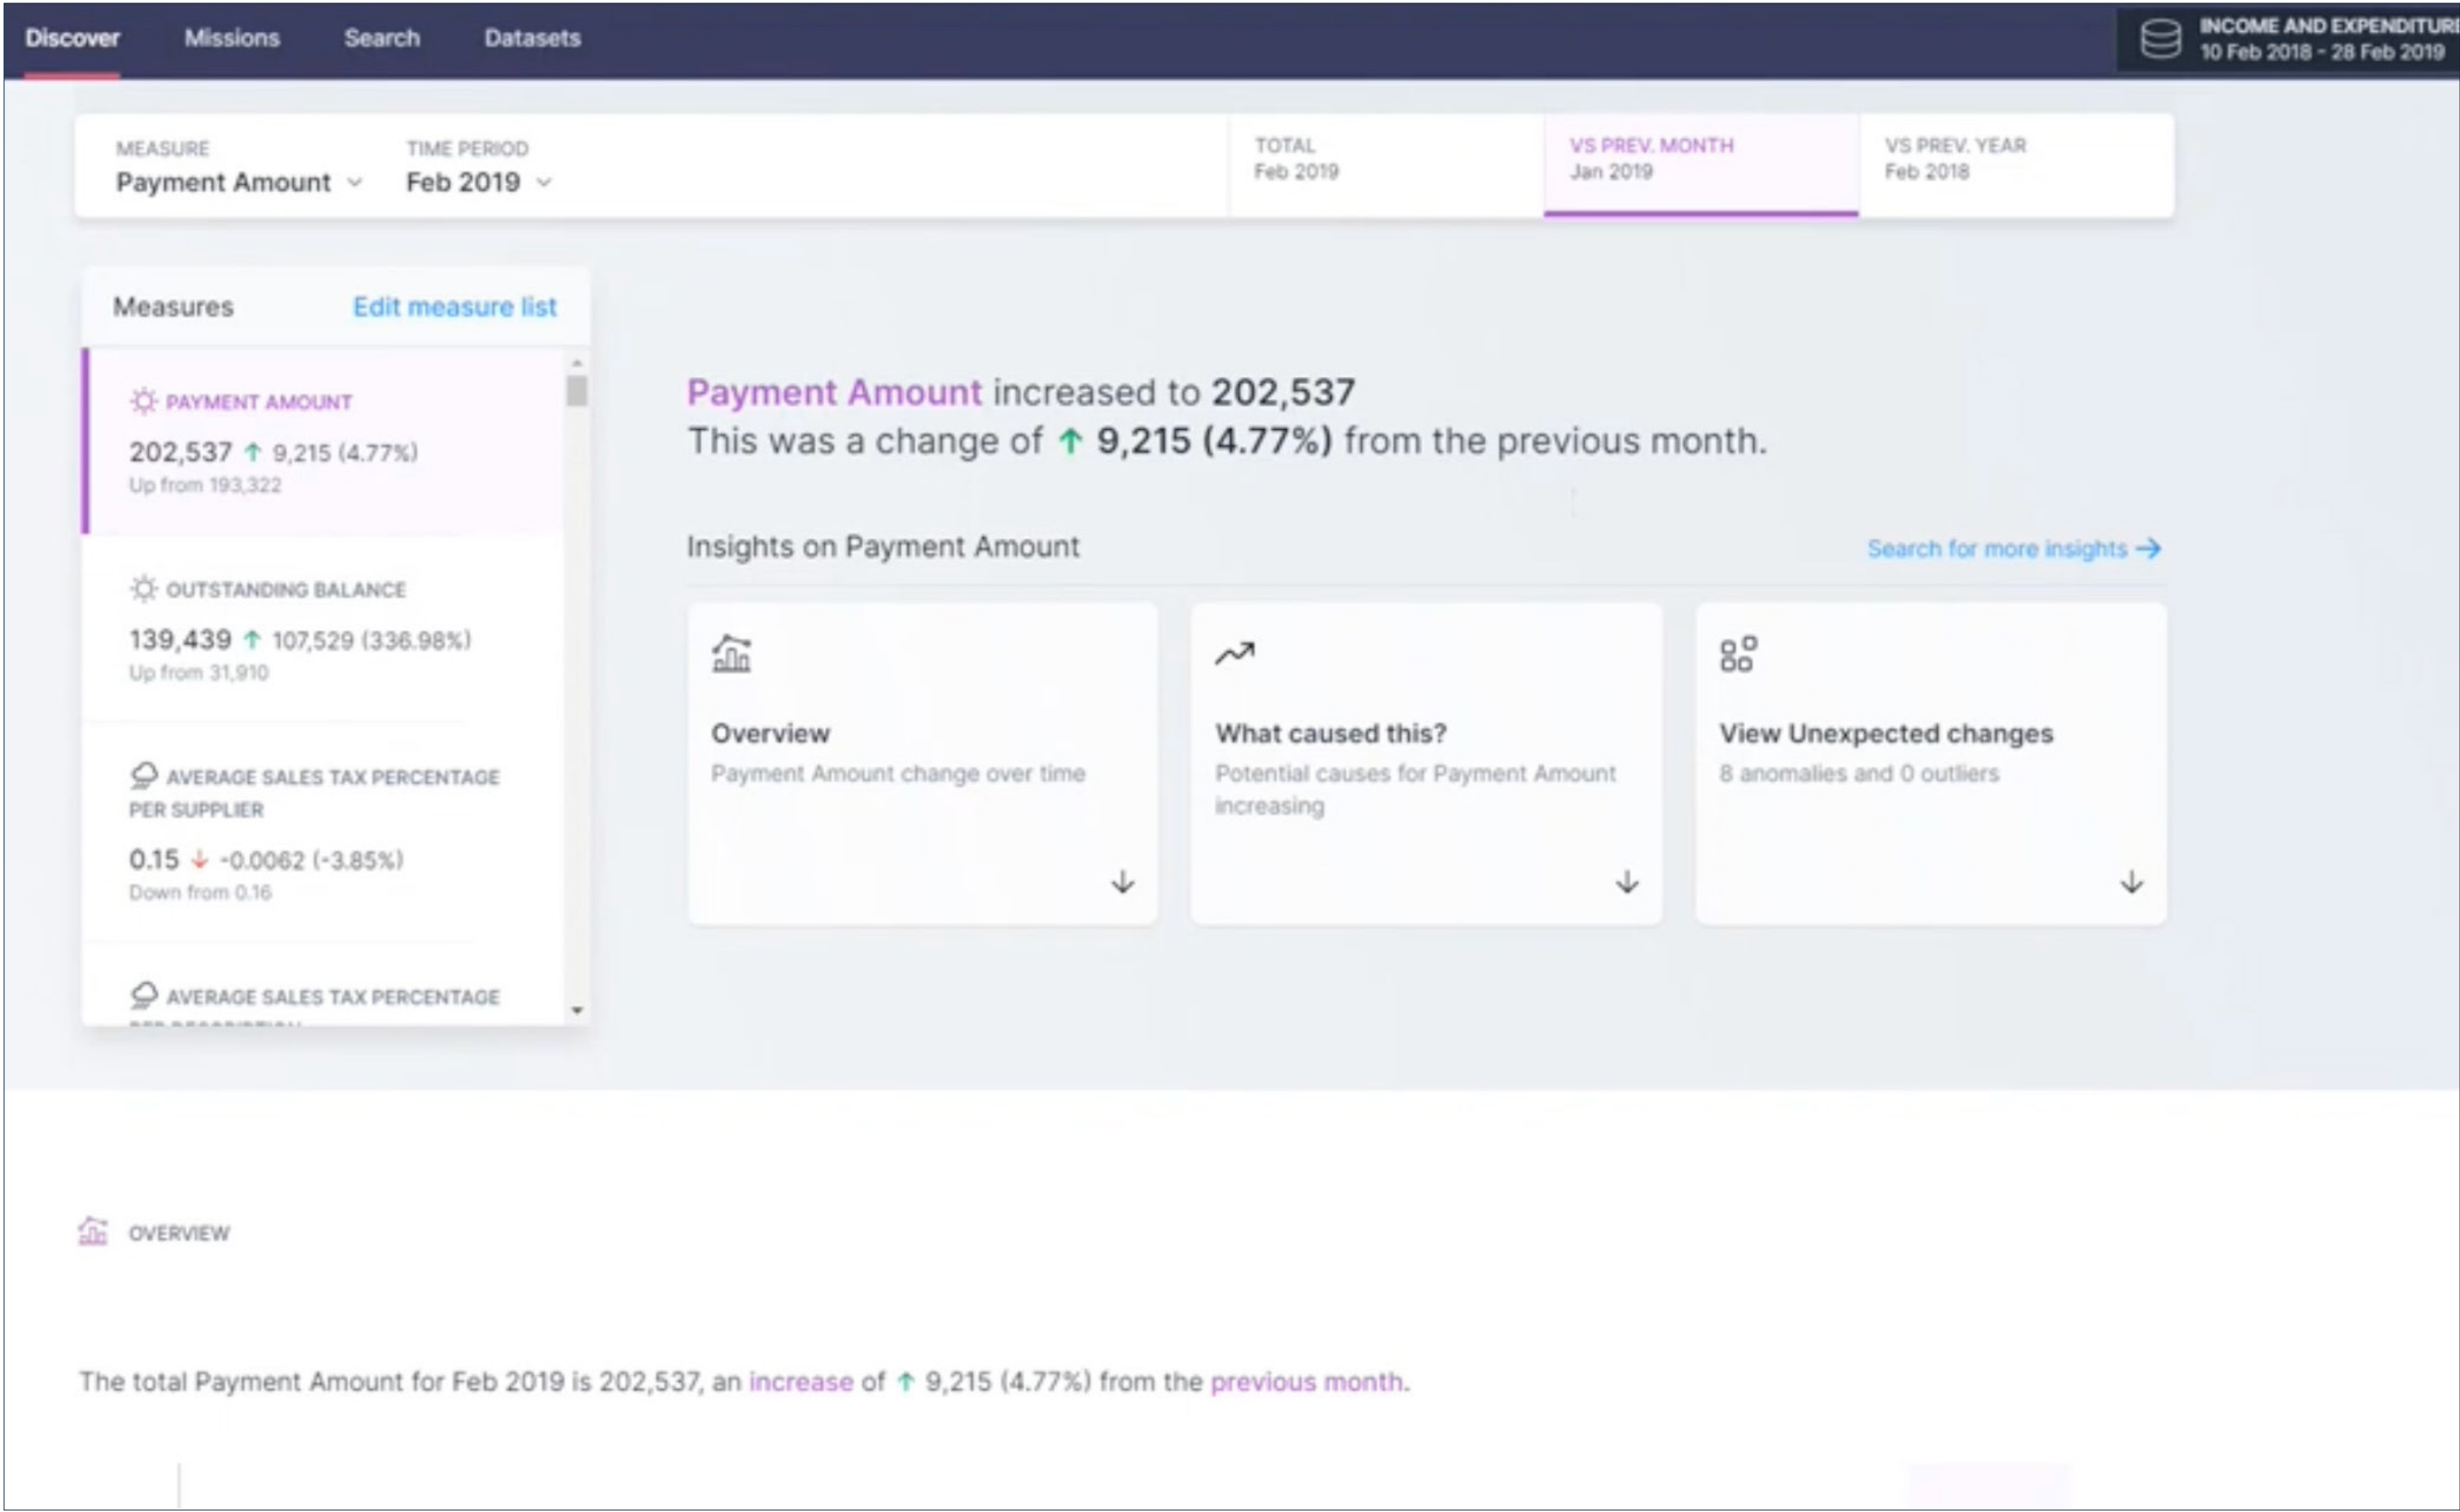 Discover Missions Search Datasets
INCOME AND EXPENDITURE
10 Feb 2018 - 28 Feb 2019
MEASURE
Payment Amount
TIME PERIOD
Feb 2019
TOTAL
Feb 2019
VS PREV. MONTH
Jan 2019
VS PREV. YEAR
Feb 2018
Measures Edit measure list
PAYMENT AMOUNT
202,537 ↑ 9,215 (4.77%)
Up from 193,322
OUTSTANDING BALANCE
139,439 ↑ 107,529 (336.98%)
Up from 31,910
AVERAGE SALES TAX PERCENTAGE
PER SUPPLIER
0.15 ↓ -0.0062 (-3.85%)
Down from 0.16
AVERAGE SALES TAX PERCENTAGE
Payment Amount increased to 202,537
This was a change of ↑ 9,215 (4.77%) from the previous month.
Insights on Payment Amount
Search for more insights →
Overview
Payment Amount change over time
What caused this?
Potential causes for Payment Amount
increasing
View Unexpected changes
8 anomalies and 0 outliers
OVERVIEW
The total Payment Amount for Feb 2019 is 202,537, an increase of ↑ 9,215 (4.77%) from the previous month.